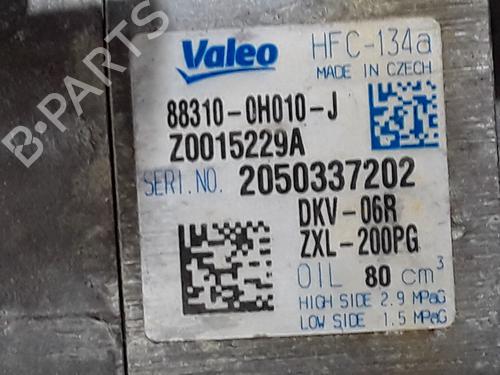 B-PARTS
Valeo HFC-134a
MADE IN CZECH
88310-0H010-J
Z0015229A
SERI.NO. 2050337202
DKV-06R
ZXL-200PG
OIL 80 cm³
HIGH SIDE 2.9 MPaG
LOW SIDE 1.5 MPaG